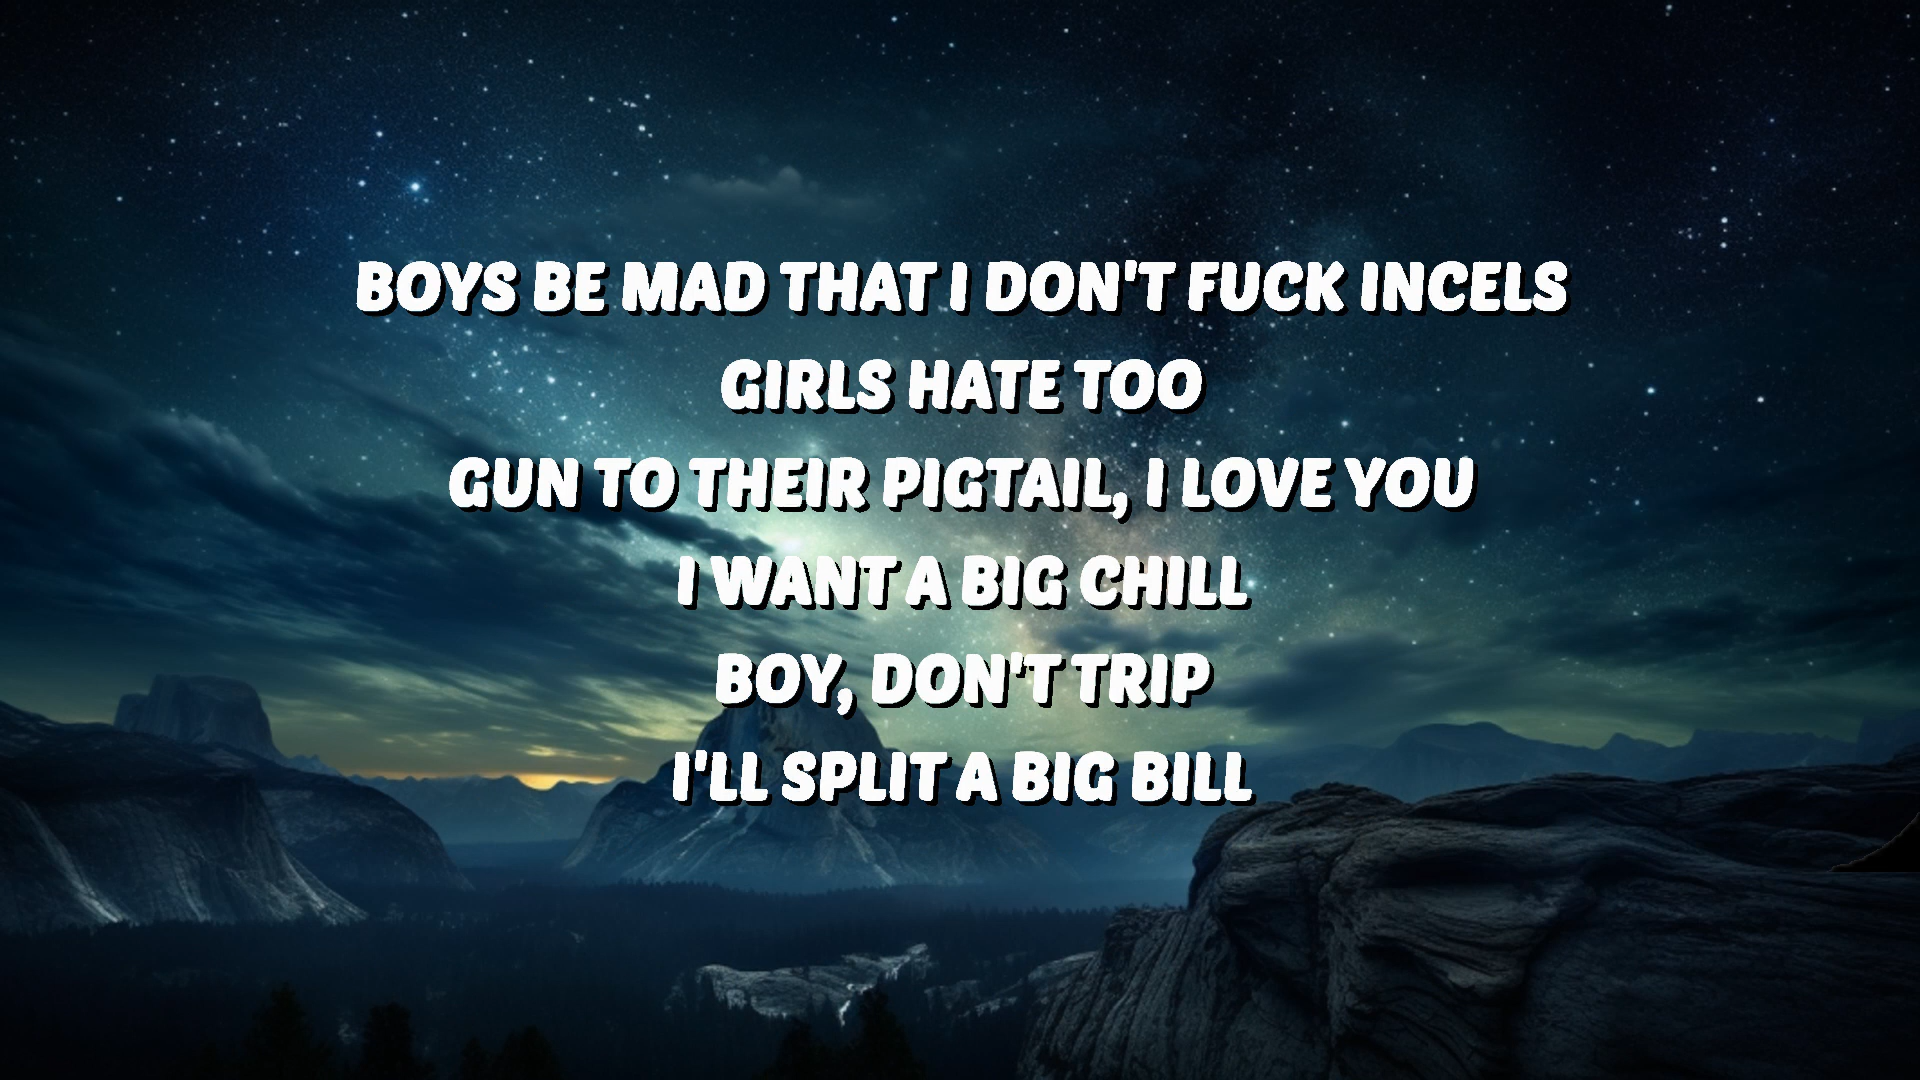 BOYS BE MAD THAT I DON'T FUCK INCELS
GIRLS HATE TOO
GUN TO THEIR PIGTAIL, I LOVE YOU
I WANT A BIG CHILL
BOY, DON'T TRIP
I'LL SPLIT A BIG BILL